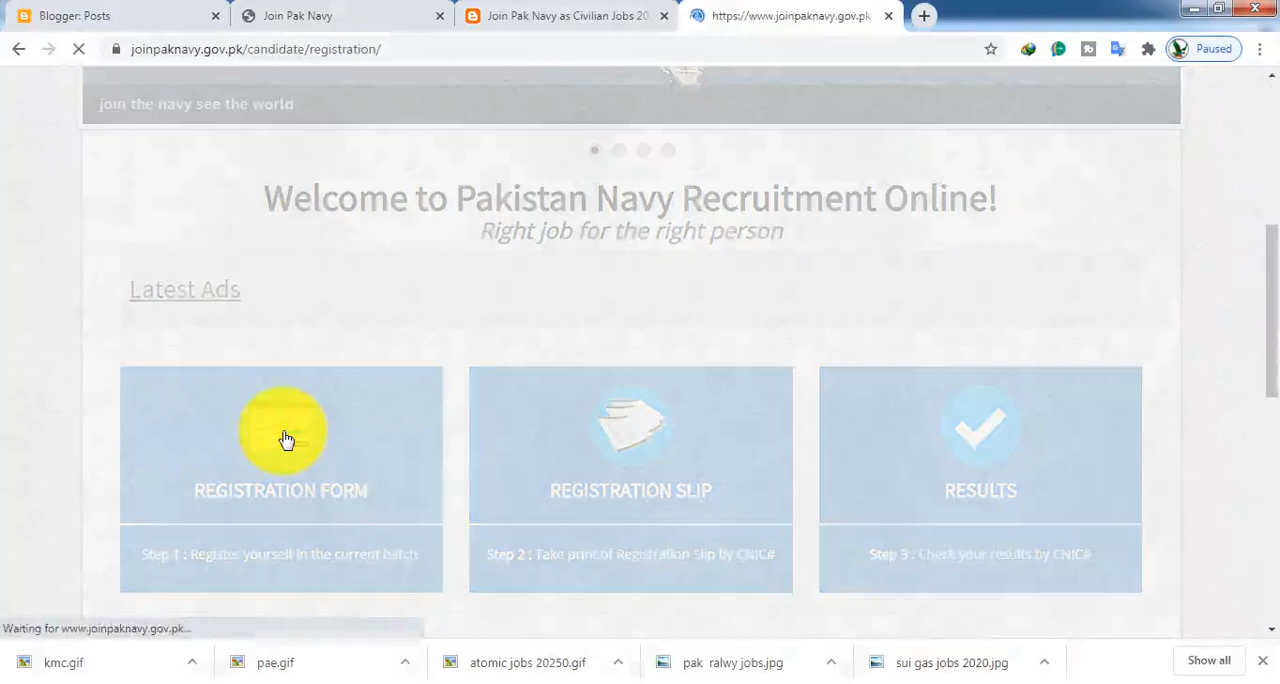 Blogger: Posts
Join Pak Navy
Join Pak Navy as Civilian Jobs 20
https://www.joinpaknavy.gov.pk
joinpaknavy.gov.pk/candidate/registration/
Paused
join the navy see the world
Welcome to Pakistan Navy Recruitment Online!
Right job for the right person
Latest Ads
REGISTRATION FORM
REGISTRATION SLIP
RESULTS
Step 1 : Register yourself in the current batch.
Step 2 : Take print of Registration Slip by CNIC#
Step 3 : Check your results by CNIC#
Waiting for www.joinpaknavy.gov.pk...
kmc.gif
pae.gif
atomic jobs 20250.gif
pak ralwy jobs.jpg
sui gas jobs 2020.jpg
Show all